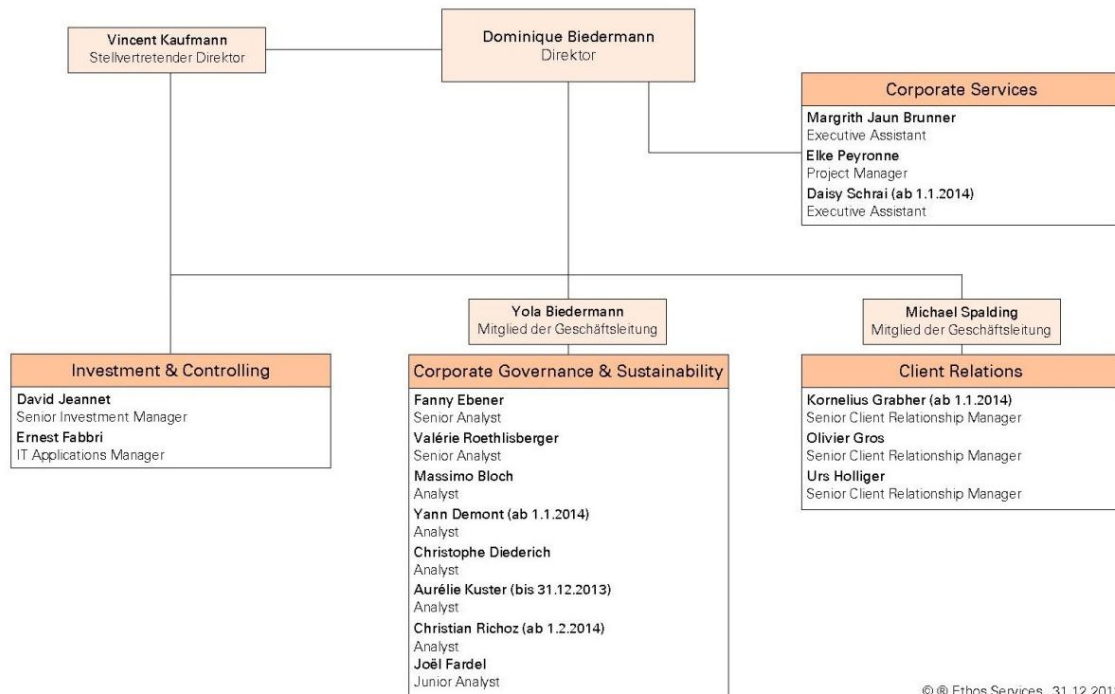 Vincent Kaufmann
Stellvertretender Direktor
Dominique Biedermann
Direktor
Corporate Services
Margrith Jaun Brunner
Executive Assistant
Elke Peyronne
Project Manager
Daisy Schrai (ab 1.1.2014)
Executive Assistant
Yola Biedermann
Mitglied der Geschäftsleitung
Michael Spalding
Mitglied der Geschäftsleitung
Investment & Controlling
David Jeannet
Senior Investment Manager
Ernest Fabbri
IT Applications Manager
Corporate Governance & Sustainability
Fanny Ebener
Senior Analyst
Valérie Roethlisberger
Senior Analyst
Massimo Bloch
Analyst
Yann Demont (ab 1.1.2014)
Analyst
Christophe Diederich
Analyst
Aurélie Kuster (bis 31.12.2013)
Analyst
Christian Richoz (ab 1.2.2014)
Analyst
Joël Fardel
Junior Analyst
Client Relations
Kornelius Grabher (ab 1.1.2014)
Senior Client Relationship Manager
Olivier Gros
Senior Client Relationship Manager
Urs Holliger
Senior Client Relationship Manager
© ® Ethos Services, 31.12.201